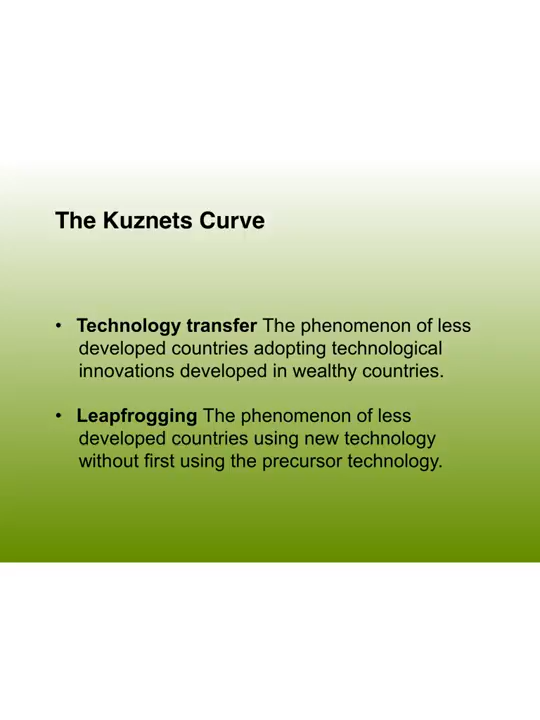 The Kuznets Curve
• Technology transfer The phenomenon of less
developed countries adopting technological
innovations developed in wealthy countries.
• Leapfrogging The phenomenon of less
developed countries using new technology
without first using the precursor technology.